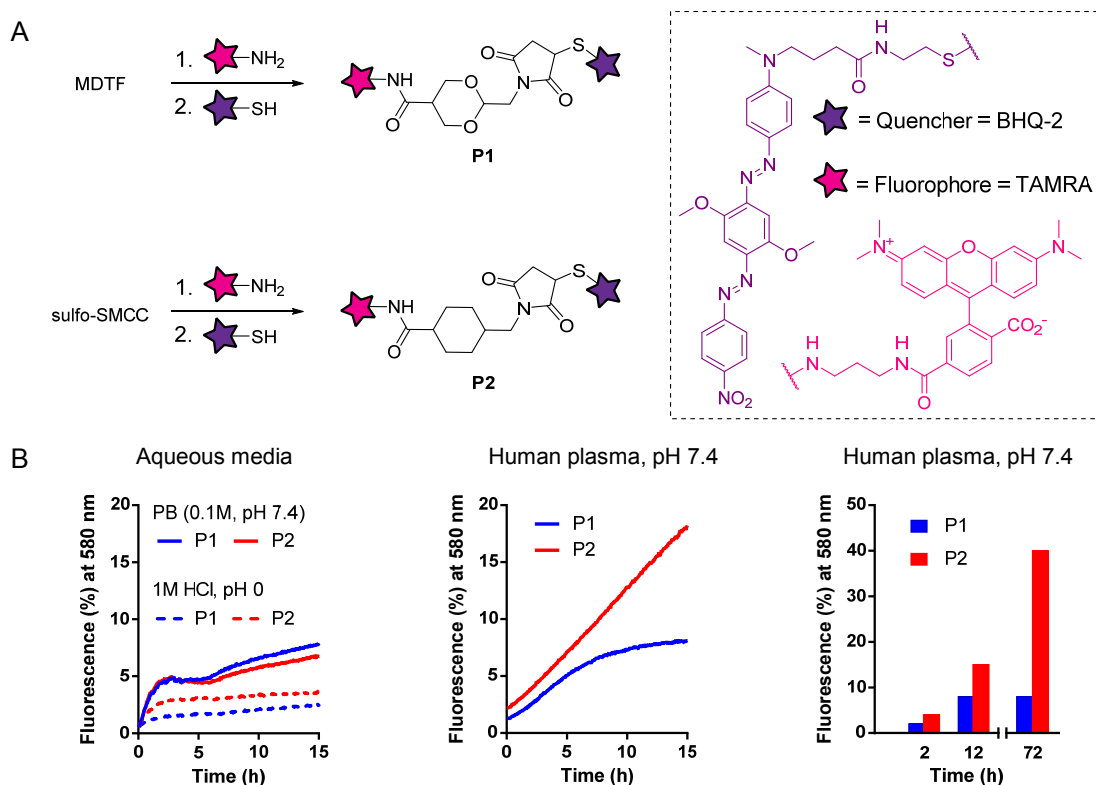 A
MDTF
1. NH2
2. SH
NH
O
O
O
N
O
O
S
P1
sulfo-SMCC
1. NH2
2. SH
NH
O
N
O
O
S
P2
N
O
H
N
S
N
N
O
O
N
N
NO2
= Quencher = BHQ-2
= Fluorophore = TAMRA
N+
O
N
CO2-
H
N
H
N
O
B
Aqueous media
Fluorescence (%) at 580 nm
20
15
10
5
0
PB (0.1M, pH 7.4)
P1 P2
1M HCl, pH 0
P1 P2
0 5 10 15
Time (h)
Human plasma, pH 7.4
Fluorescence (%) at 580 nm
20
15
10
5
0
P1
P2
0 5 10 15
Time (h)
Human plasma, pH 7.4
Fluorescence (%) at 580 nm
50
40
30
20
10
0
P1
P2
2 12 72
Time (h)